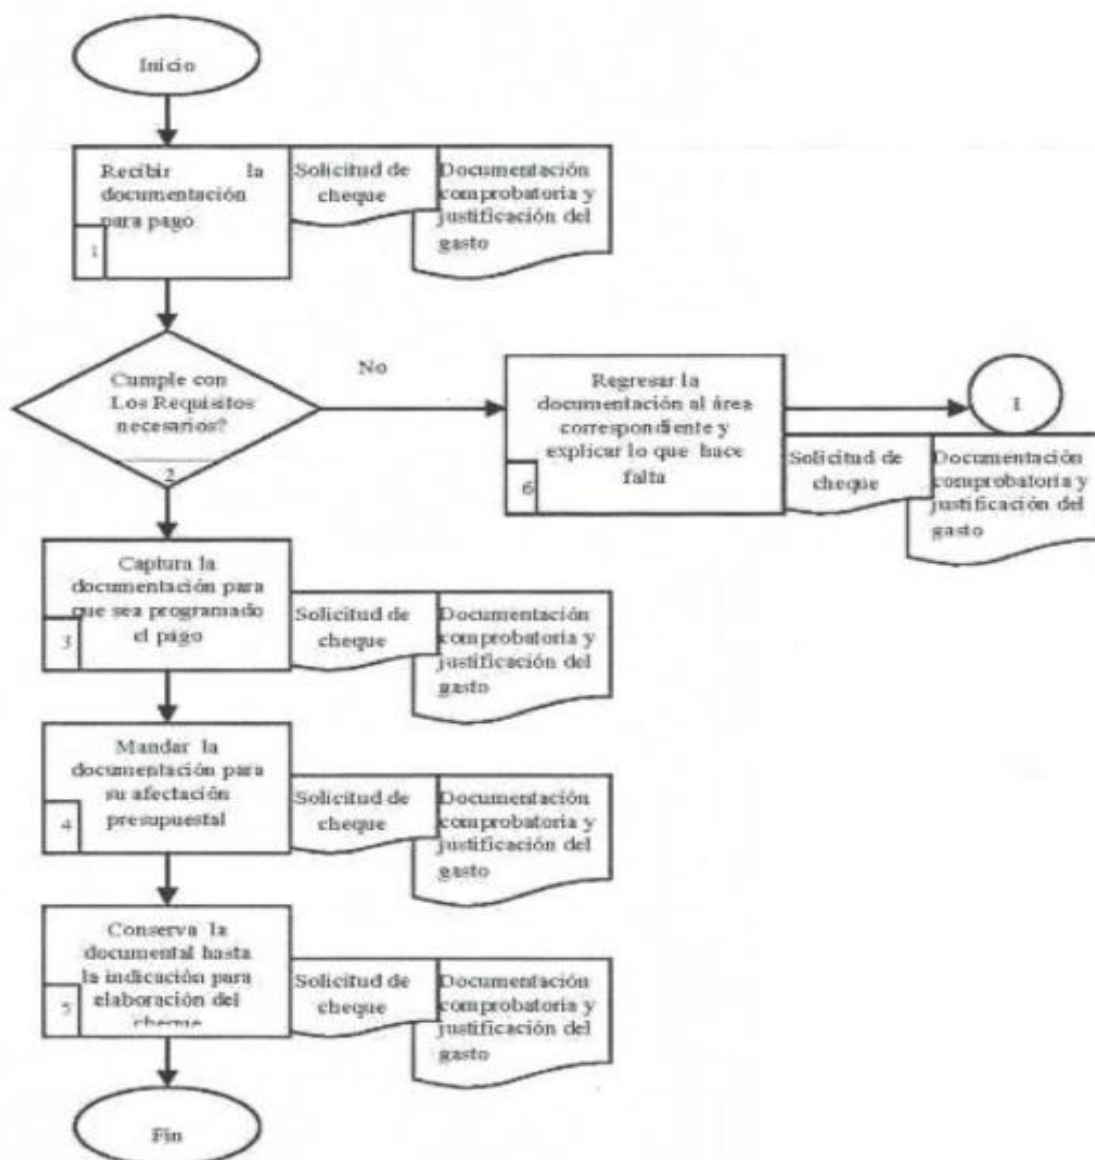 Inicio
Recibir la
documentación
para pago
1
Solicitud de
cheque
Documentación
comprobatoria y
justificación del
gasto
Cumple con
Los Requisitos
necesarios?
2
No
Regresar la
documentación al área
correspondiente y
explicar lo que hace
falta
6
1
Solicitud de
cheque
Documentación
comprobatoria y
justificación del
gasto
Captura la
documentación para
que sea programado
el pago
3
Solicitud de
cheque
Documentación
comprobatoria y
justificación del
gasto
Mandar la
documentación para
su afectación
presupuestal
4
Solicitud de
cheque
Documentación
comprobatoria y
justificación del
gasto
Conserva la
documental hasta
la indicación para
elaboración del
cheque
5
Solicitud de
cheque
Documentación
comprobatoria y
justificación del
gasto
Fin